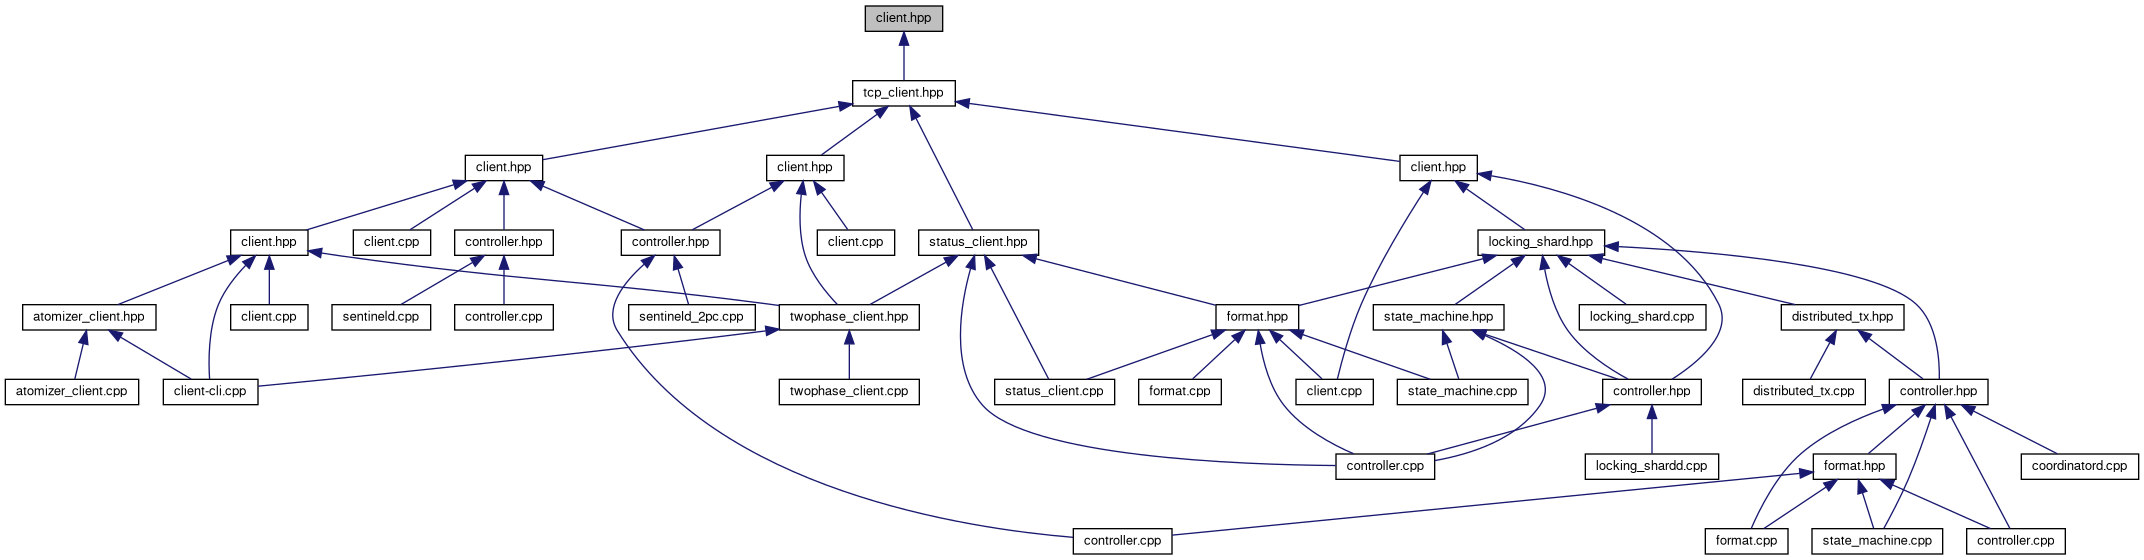 client.hpp
tcp_client.hpp
client.hpp
client.hpp
client.hpp
client.hpp
client.cpp
controller.hpp
controller.hpp
client.cpp
status_client.hpp
locking_shard.hpp
atomizer_client.hpp
client.cpp
sentineld.cpp
controller.cpp
sentineld_2pc.cpp
twophase_client.hpp
format.hpp
state_machine.hpp
locking_shard.cpp
distributed_tx.hpp
atomizer_client.cpp
client-cli.cpp
twophase_client.cpp
status_client.cpp
format.cpp
client.cpp
state_machine.cpp
controller.hpp
distributed_tx.cpp
controller.hpp
controller.cpp
locking_shardd.cpp
format.hpp
coordinatord.cpp
controller.cpp
format.cpp
state_machine.cpp
controller.cpp